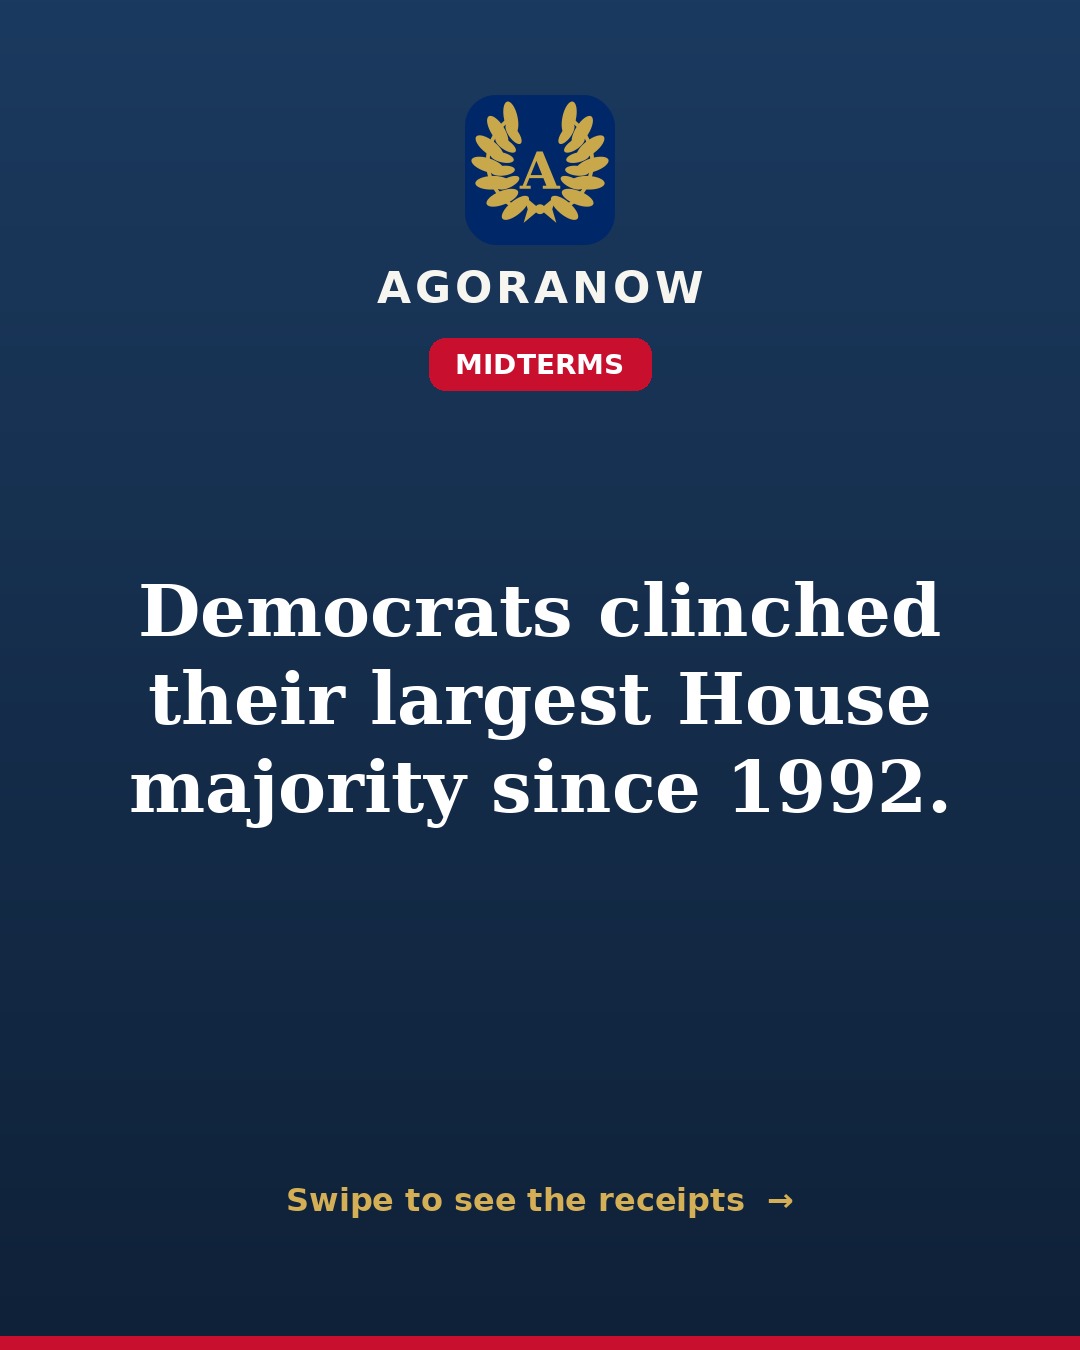 A
AGORANOW
MIDTERMS
Democrats clinched
their largest House
majority since 1992.
Swipe to see the receipts →